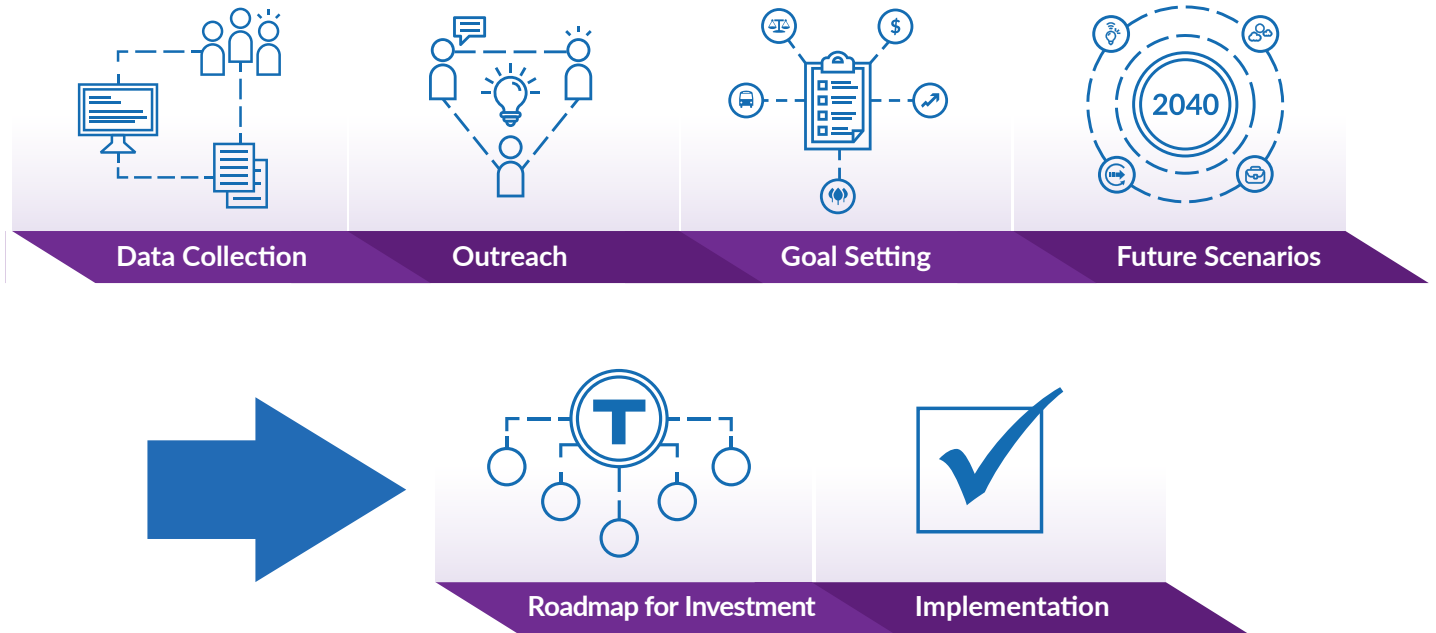 $
2040
Data Collection
Outreach
Goal Setting
Future Scenarios
T
Roadmap for Investment
Implementation